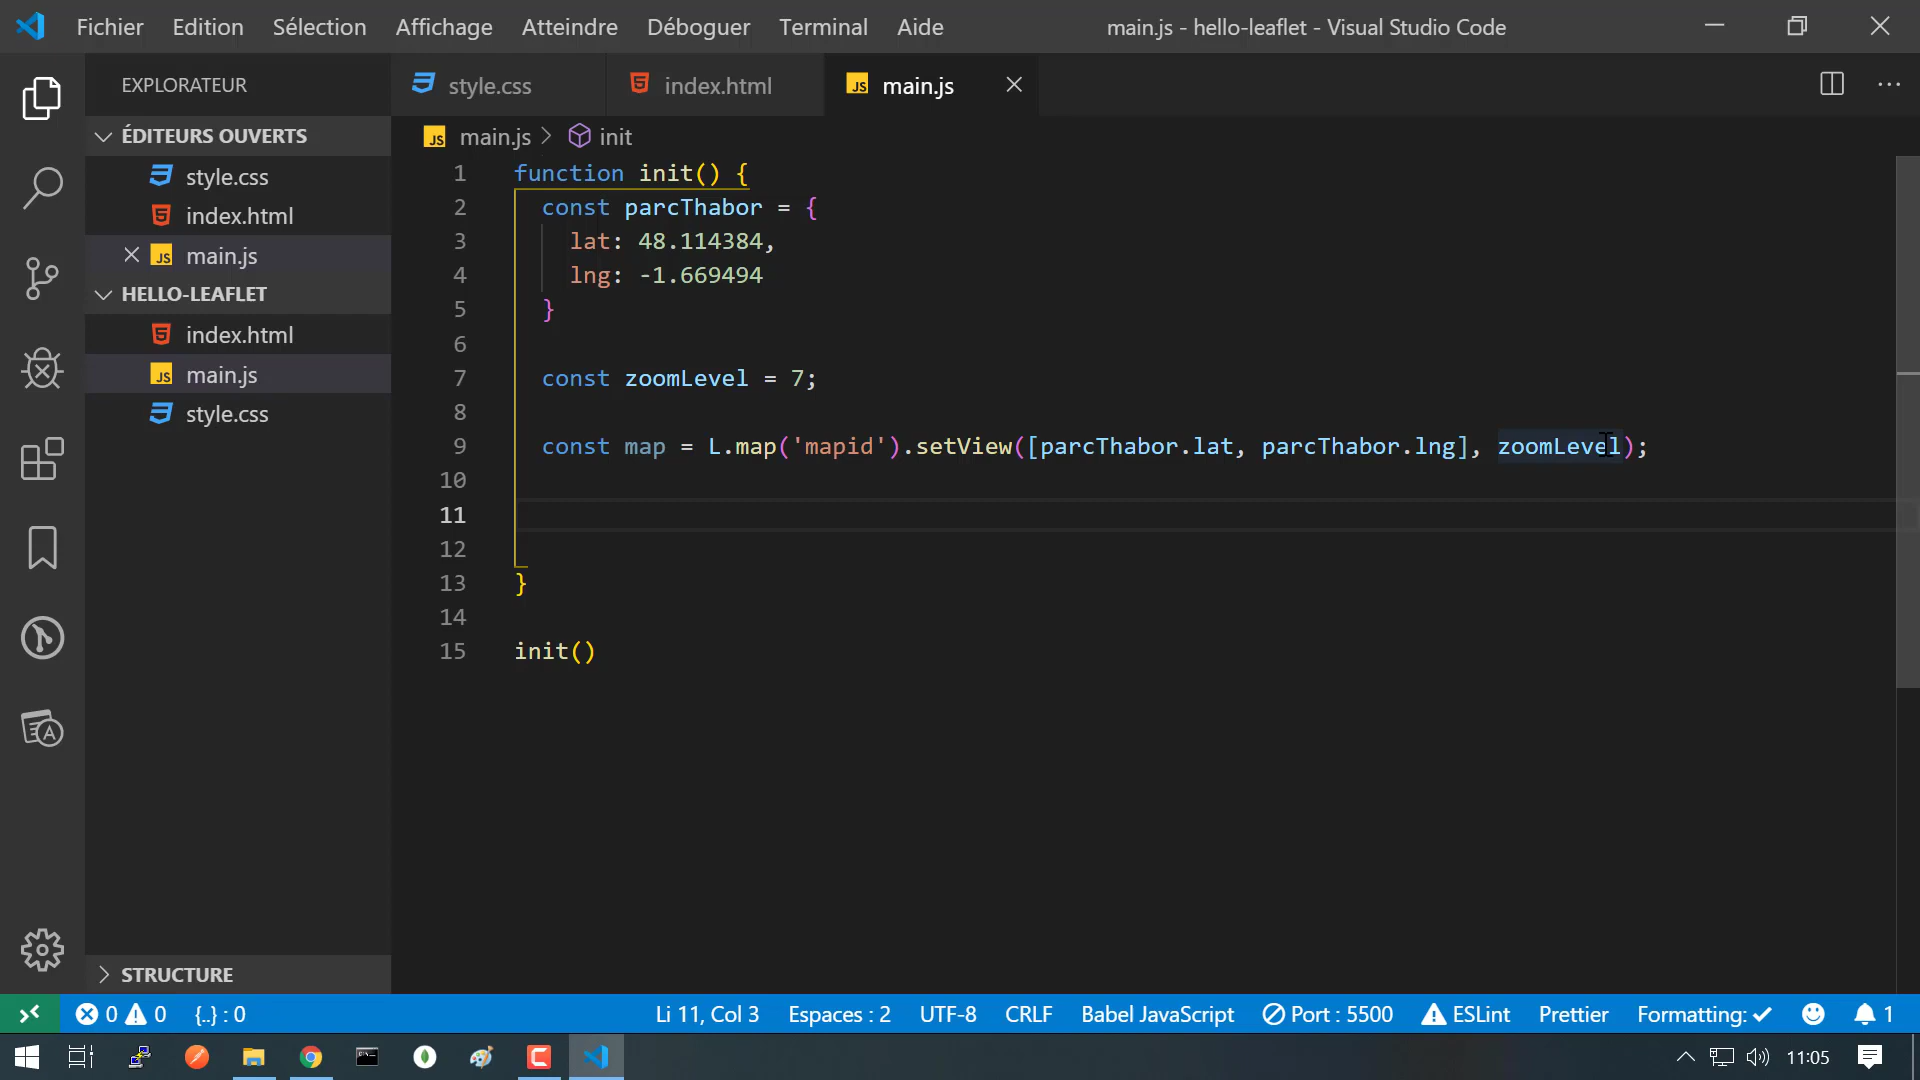 Fichier Edition Sélection Affichage Atteindre Déboguer Terminal Aide main.js - hello-leaflet - Visual Studio Code
EXPLORATEUR
ÉDITEURS OUVERTS
style.css
index.html
JS main.js
HELLO-LEAFLET
index.html
JS main.js
style.css
STRUCTURE
style.css index.html JS main.js
JS main.js > init
1 function init() {
2 const parcThabor = {
3 lat: 48.114384,
4 lng: -1.669494
5 }
6
7 const zoomLevel = 7;
8
9 const map = L.map('mapid').setView([parcThabor.lat, parcThabor.lng], zoomLevel);
10
11
12
13 }
14
15 init()
0 0 {..} : 0 Li 11, Col 3 Espaces : 2 UTF-8 CRLF Babel JavaScript Port : 5500 ESLint Prettier Formatting: 1
11:05